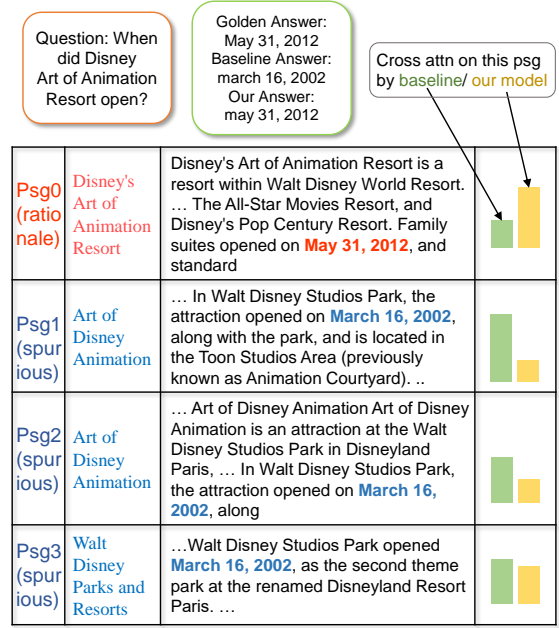 Question: When
did Disney
Art of Animation
Resort open?
Golden Answer:
May 31, 2012
Baseline Answer:
march 16, 2002
Our Answer:
may 31, 2012
Cross attn on this psg
by baseline/ our model
Psg0
(ratio
nale)
Disney's
Art of
Animation
Resort
Disney's Art of Animation Resort is a
resort within Walt Disney World Resort.
… The All-Star Movies Resort, and
Disney's Pop Century Resort. Family
suites opened on May 31, 2012, and
standard
Psg1
(spur
ious)
Art of
Disney
Animation
… In Walt Disney Studios Park, the
attraction opened on March 16, 2002,
along with the park, and is located in
the Toon Studios Area (previously
known as Animation Courtyard). ..
Psg2
(spur
ious)
Art of
Disney
Animation
… Art of Disney Animation Art of Disney
Animation is an attraction at the Walt
Disney Studios Park in Disneyland
Paris, … In Walt Disney Studios Park,
the attraction opened on March 16,
2002, along
Psg3
(spur
ious)
Walt
Disney
Parks and
Resorts
…Walt Disney Studios Park opened
March 16, 2002, as the second theme
park at the renamed Disneyland Resort
Paris. …